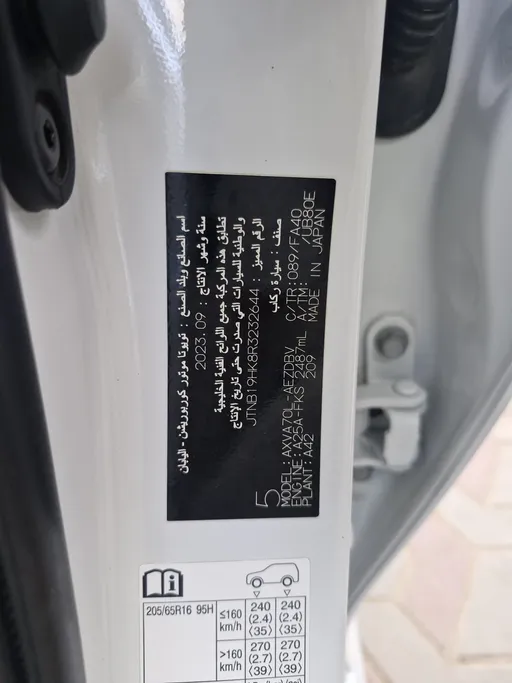 اسم الصانع وبلد الصنع : تويوتا موتور كوربوريشن - اليابان
سنة وشهر الإنتاج : 2023.09
تطابق هذه المركبة جميع اللوائح الفنية الخليجية
والوطنية للسيارات التي صدرت حتى تاريخ الإنتاج
الرقم المميز : JTNB19HK8R3232644
صنف : سيارة ركاب
5
MODEL:AXVA70L-AEZDBV C/TR:089/FA40
ENGINE:A25A-FKS 2487mL A/TM: /UB80E
PLANT:A42 209 MADE IN JAPAN
205/65R16 95H ≤160 km/h 240 (2.4) 〈35〉 240 (2.4) 〈35〉
>160 km/h 270 (2.7) 〈39〉 270 (2.7) 〈39〉